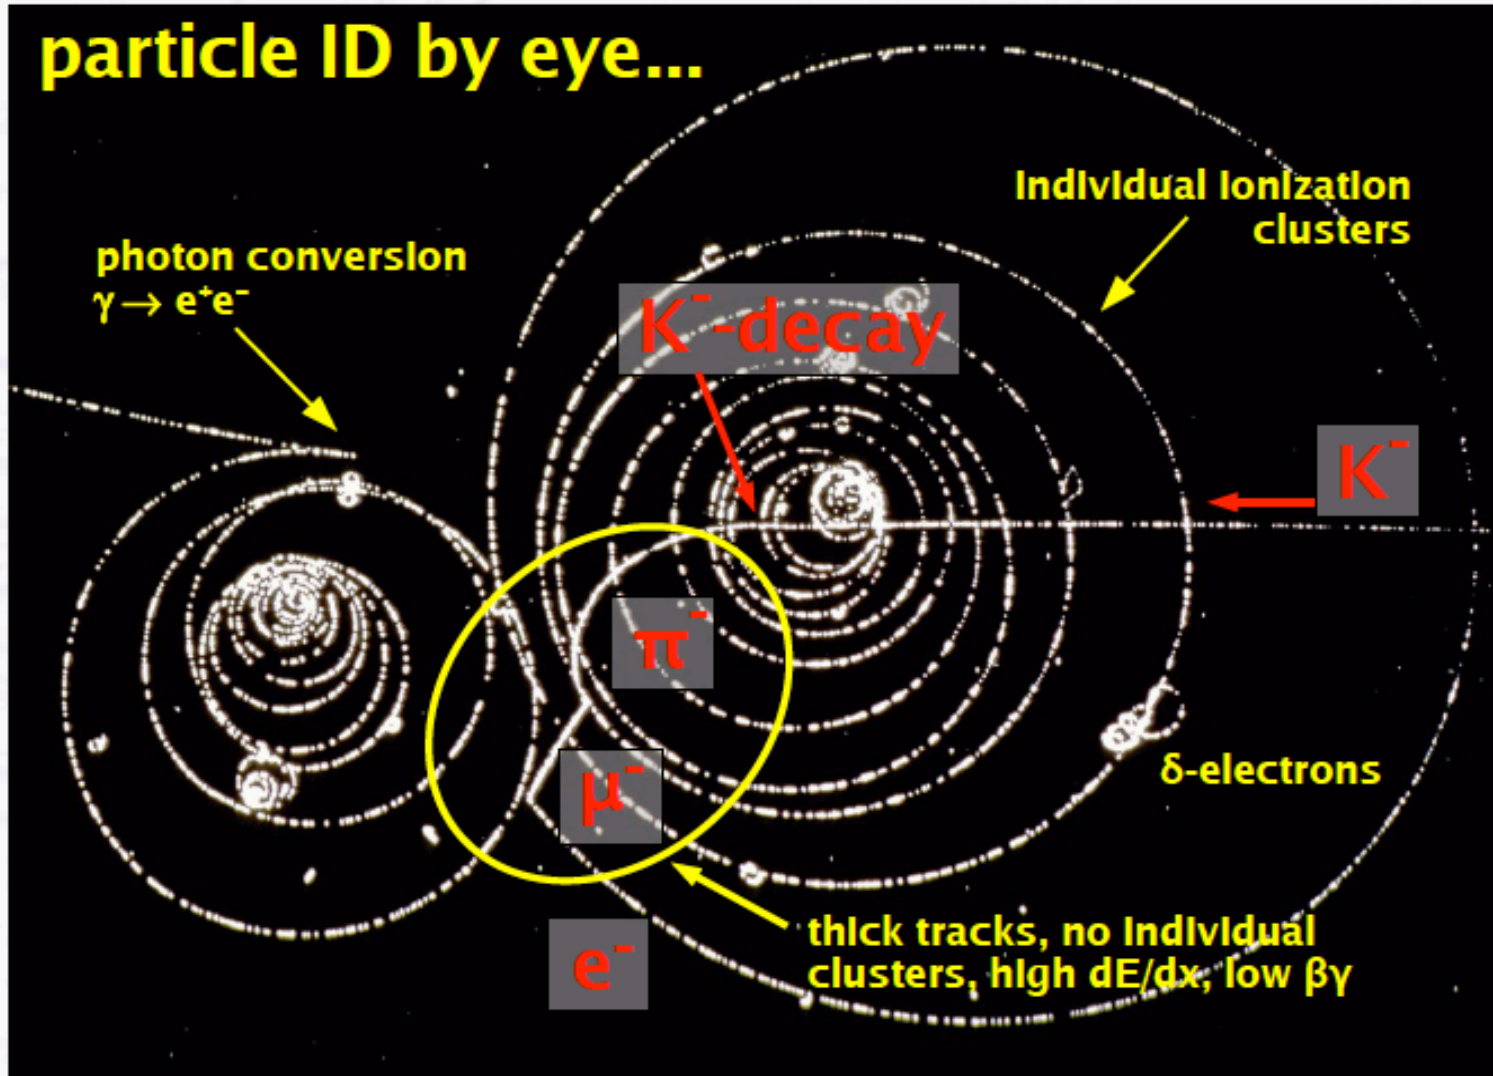 particle ID by eye...
Individual ionization
clusters
photon conversion
γ → e⁺e⁻
K⁻-decay
K⁻
π⁻
μ⁻
δ-electrons
thick tracks, no individual
clusters, high dE/dx, low βγ
e⁻